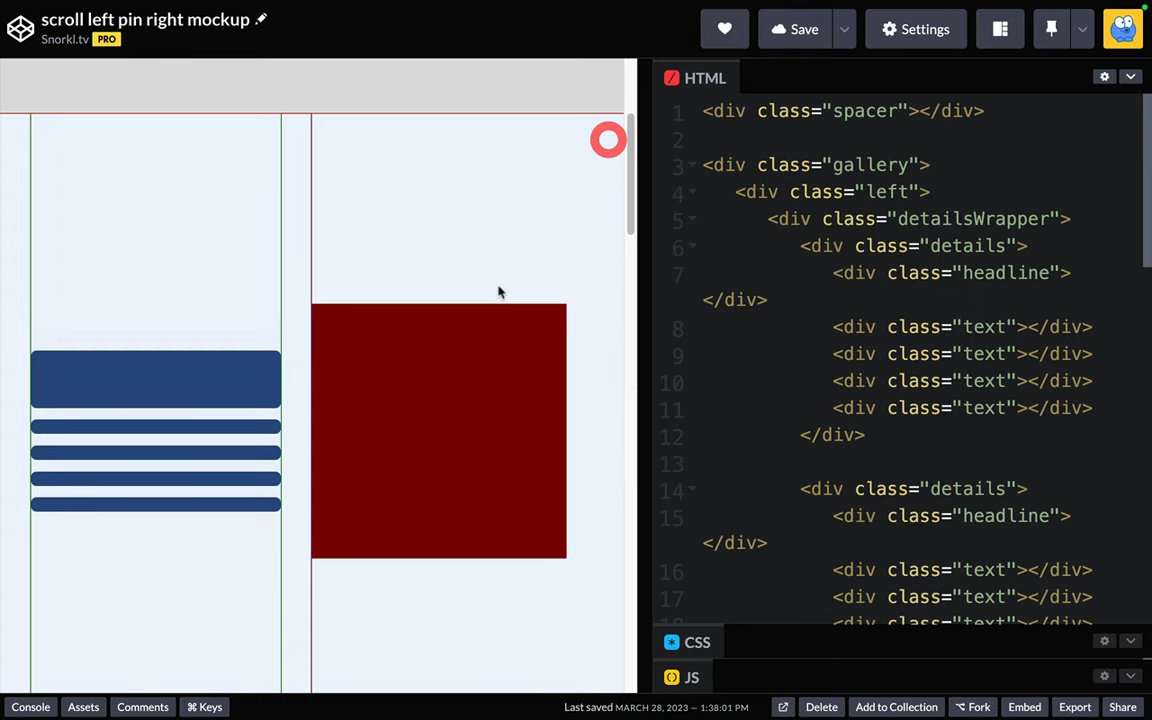 scroll left pin right mockup
Snorkl.tv PRO
Save
Settings
HTML
1 <div class="spacer"></div>
2
3 <div class="gallery">
4 <div class="left">
5 <div class="detailsWrapper">
6 <div class="details">
7 <div class="headline">
</div>
8 <div class="text"></div>
9 <div class="text"></div>
10 <div class="text"></div>
11 <div class="text"></div>
12 </div>
13
14 <div class="details">
15 <div class="headline">
</div>
16 <div class="text"></div>
17 <div class="text"></div>
18 <div class="text"></div>
CSS
JS
Console
Assets
Comments
⌘ Keys
Last saved MARCH 28, 2023 — 1:38:01 PM
Delete
Add to Collection
⌥ Fork
Embed
Export
Share